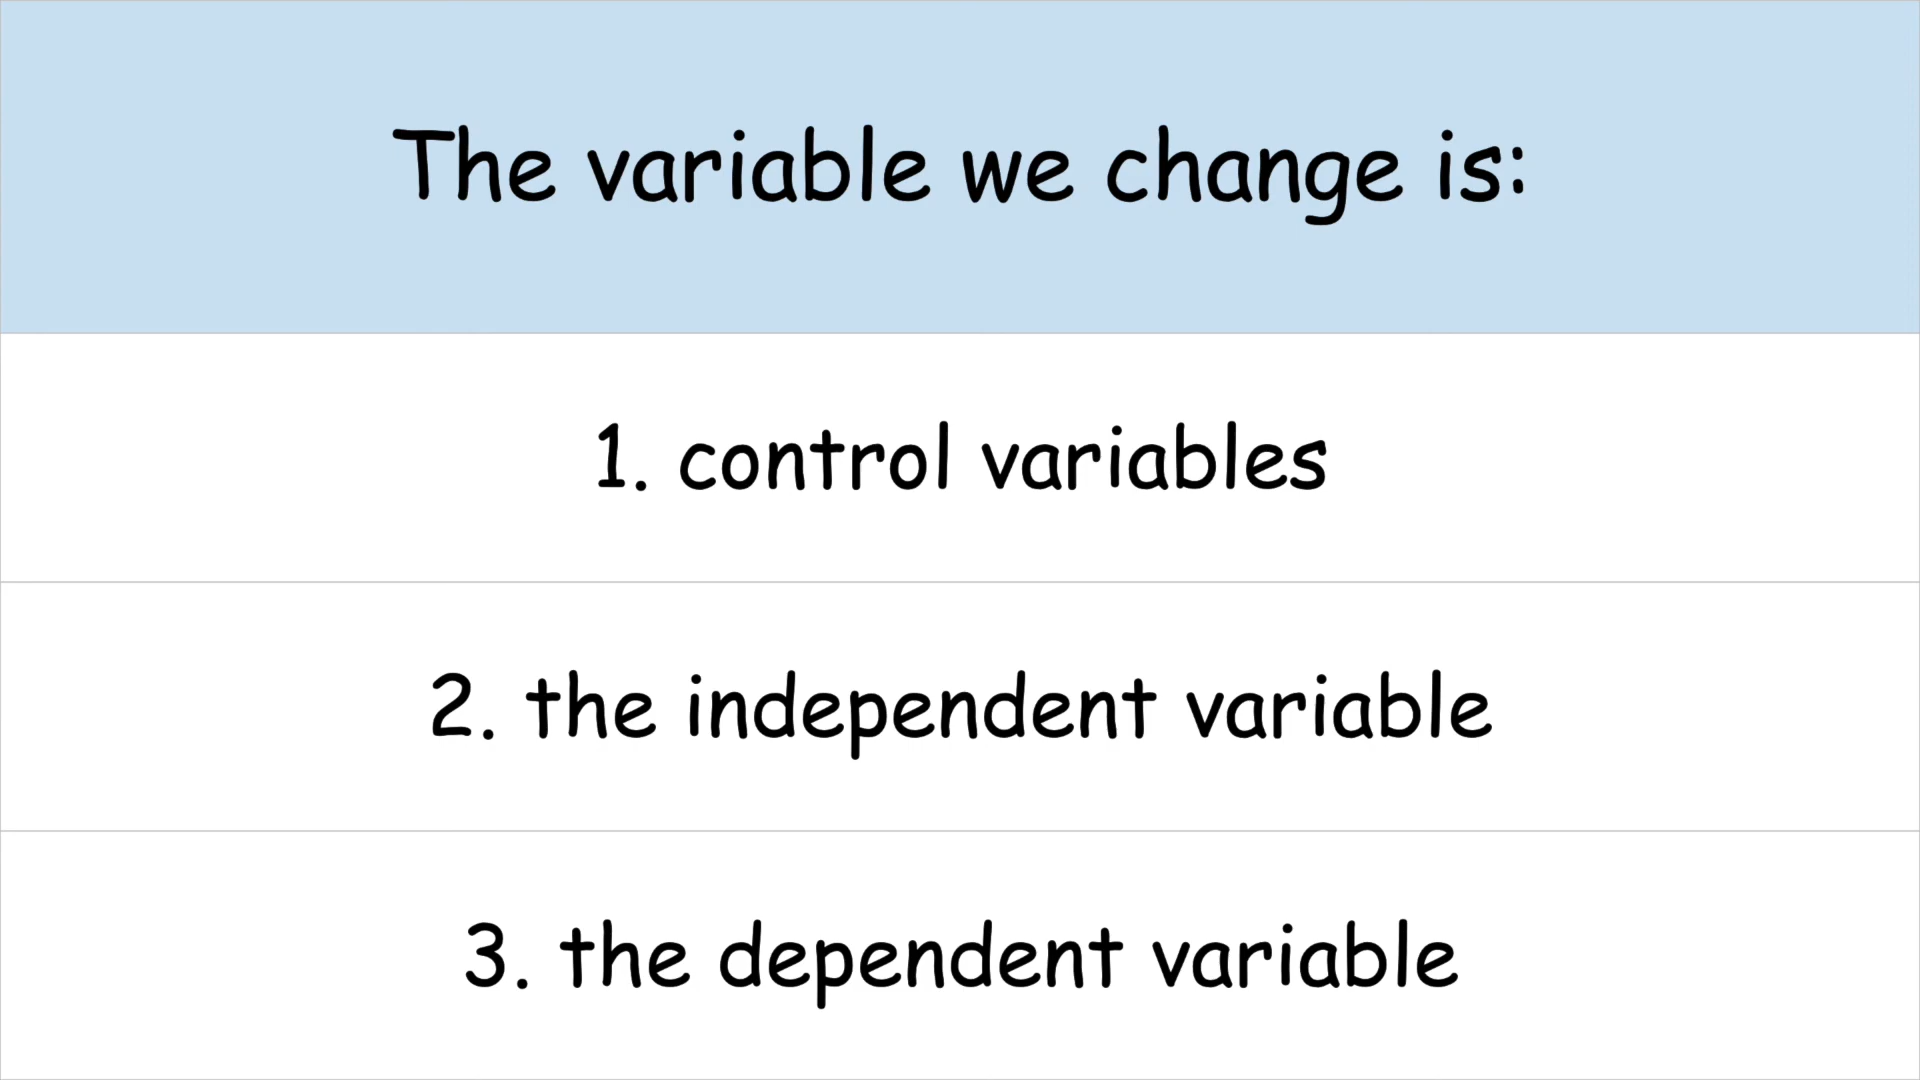 The variable we change is:
1. control variables
2. the independent variable
3. the dependent variable